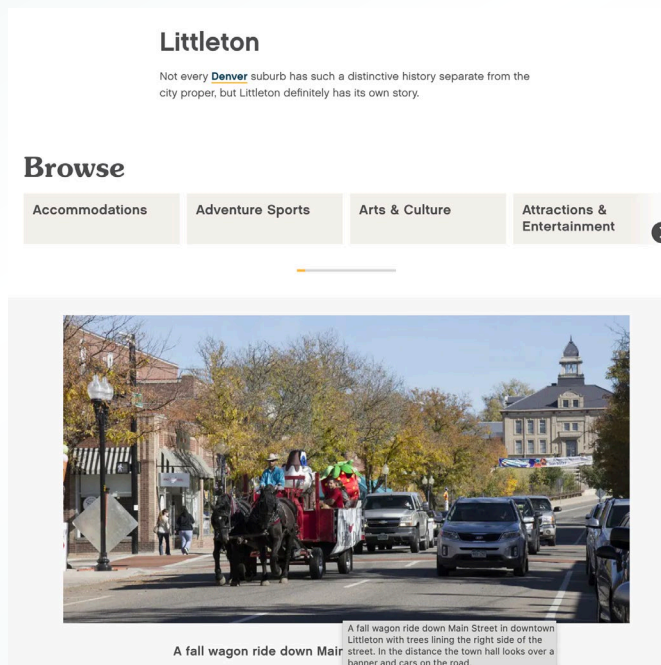 Littleton
Not every Denver suburb has such a distinctive history separate from the
city proper, but Littleton definitely has its own story.
Browse
Accommodations
Adventure Sports
Arts & Culture
Attractions &
Entertainment
A fall wagon ride down Main Street in downtown
Littleton with trees lining the right side of the
street. In the distance the town hall looks over a
banner and cars on the road.
A fall wagon ride down Main